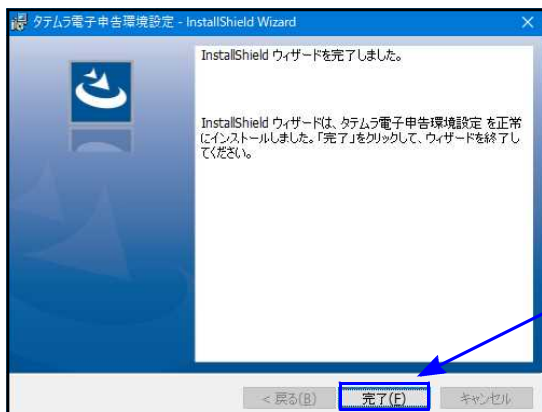 タテムラ電子申告環境設定 - InstallShield Wizard
InstallShield ウィザードを完了しました。
InstallShield ウィザードは、タテムラ電子申告環境設定 を正常
にインストールしました。「完了」をクリックして、ウィザードを終了し
てください。
< 戻る(B)
完了(F)
キャンセル